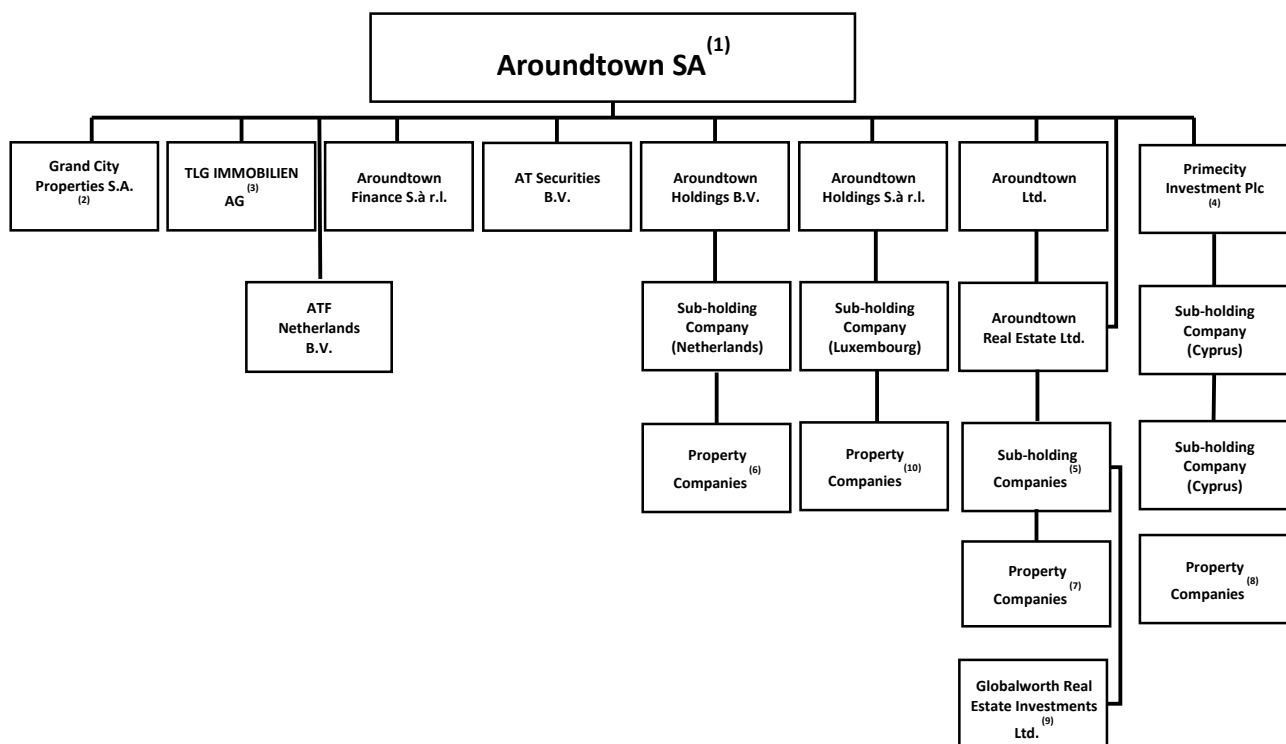 Aroundtown SA(1)
Grand City
Properties S.A.
(2)
TLG IMMOBILIEN
AG(3)
Aroundtown
Finance S.à r.l.
AT Securities
B.V.
Aroundtown
Holdings B.V.
Aroundtown
Holdings S.à r.l.
Aroundtown
Ltd.
Primecity
Investment Plc
(4)
ATF
Netherlands
B.V.
Sub-holding
Company
(Netherlands)
Sub-holding
Company
(Luxembourg)
Aroundtown
Real Estate Ltd.
Sub-holding
Company
(Cyprus)
Property
Companies(6)
Property
Companies(10)
Sub-holding
Companies(5)
Sub-holding
Company
(Cyprus)
Property
Companies(7)
Property
Companies(8)
Globalworth Real
Estate Investments
Ltd.(9)